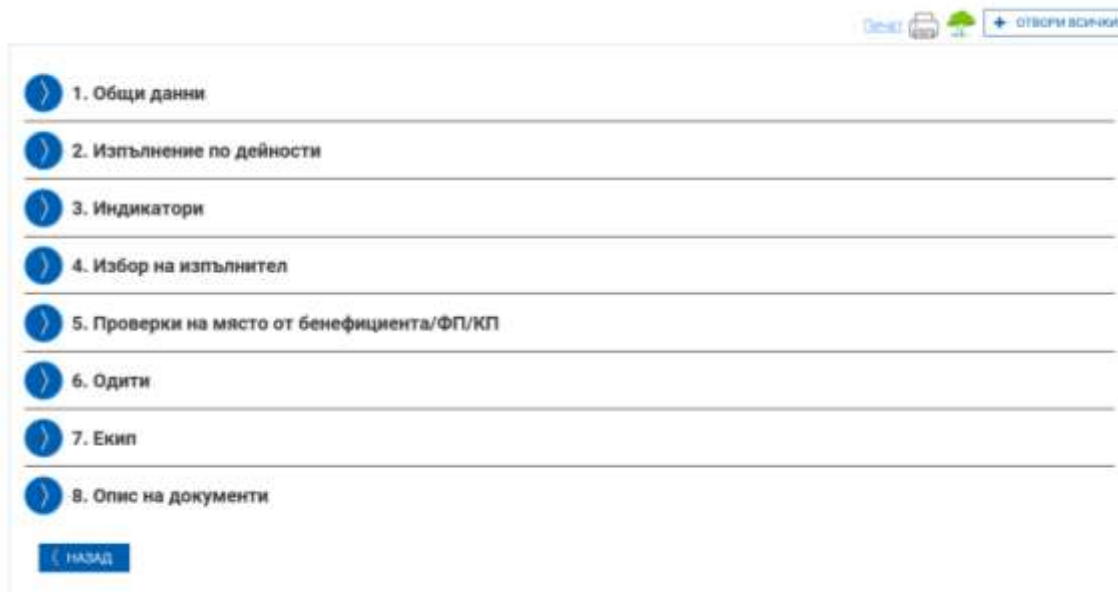 Печат + ОТВОРИ ВСИЧКИ
1. Общи данни
2. Изпълнение по дейности
3. Индикатори
4. Избор на изпълнител
5. Проверки на място от бенефициента/ФП/КП
6. Одити
7. Екип
8. Опис на документи
НАЗАД